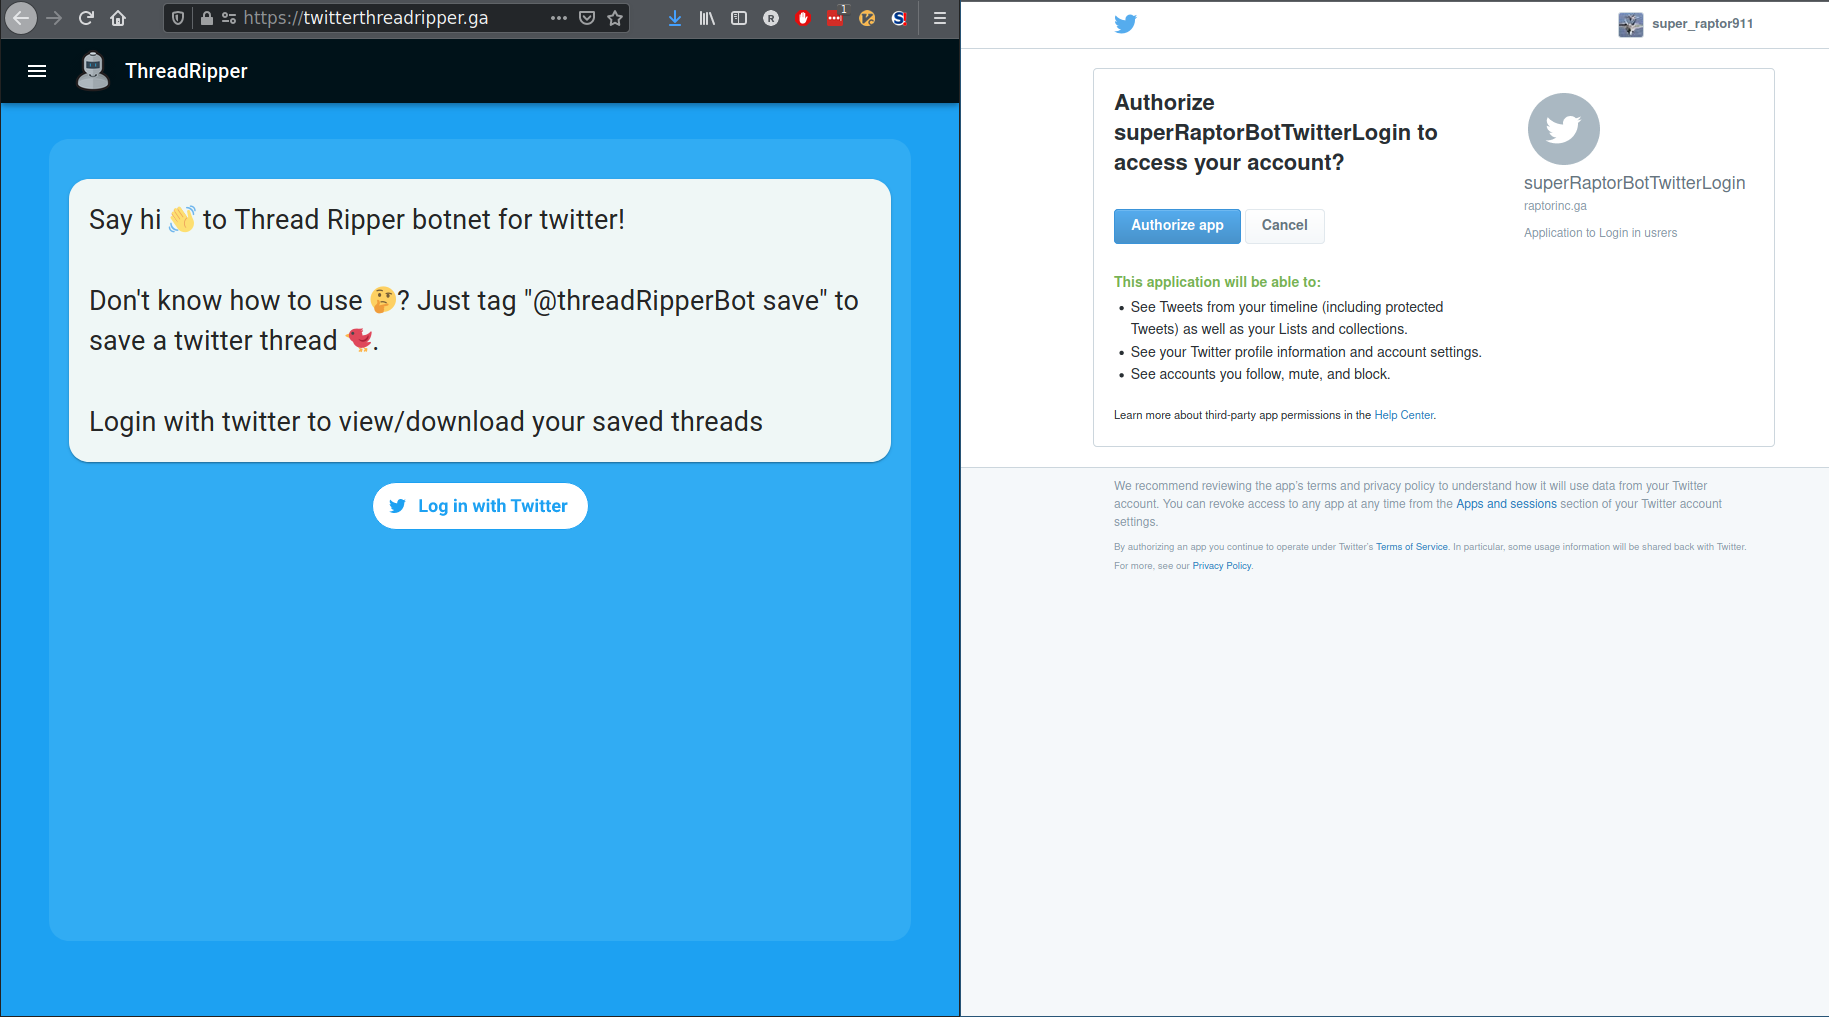 https://twitterthreadripper.ga
1
ThreadRipper
Say hi 👋 to Thread Ripper botnet for twitter!
Don't know how to use 🤔? Just tag "@threadRipperBot save" to
save a twitter thread 🐦.
Login with twitter to view/download your saved threads
Log in with Twitter
super_raptor911
Authorize
superRaptorBotTwitterLogin to
access your account?
Authorize app
Cancel
superRaptorBotTwitterLogin
raptorinc.ga
Application to Login in usrers
This application will be able to:
• See Tweets from your timeline (including protected
Tweets) as well as your Lists and collections.
• See your Twitter profile information and account settings.
• See accounts you follow, mute, and block.
Learn more about third-party app permissions in the Help Center.
We recommend reviewing the app's terms and privacy policy to understand how it will use data from your Twitter
account. You can revoke access to any app at any time from the Apps and sessions section of your Twitter account
settings.
By authorizing an app you continue to operate under Twitter's Terms of Service. In particular, some usage information will be shared back with Twitter.
For more, see our Privacy Policy.